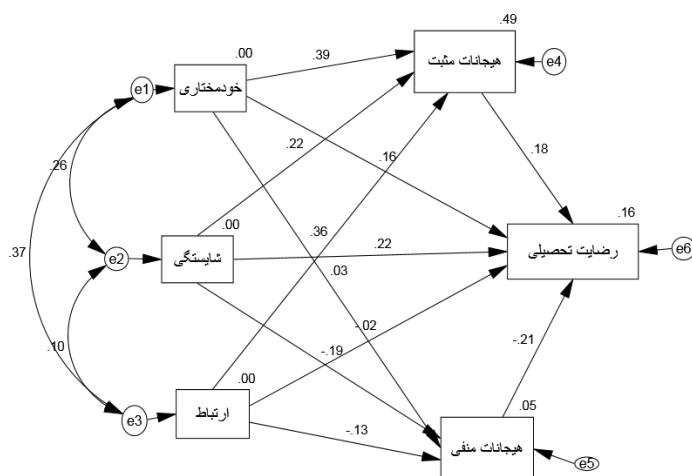 .49
.00
.39
هیجانات مثبت
e4
e1
خودمختاری
.26
.22
.16
.18
.00
.16
.37
.36
.22
رضایت تحصیلی
e6
e2
شایستگی
.03
-.02
.10
-.19
-.21
.00
.05
e3
ارتباط
-.13
هیجانات منفی
e5